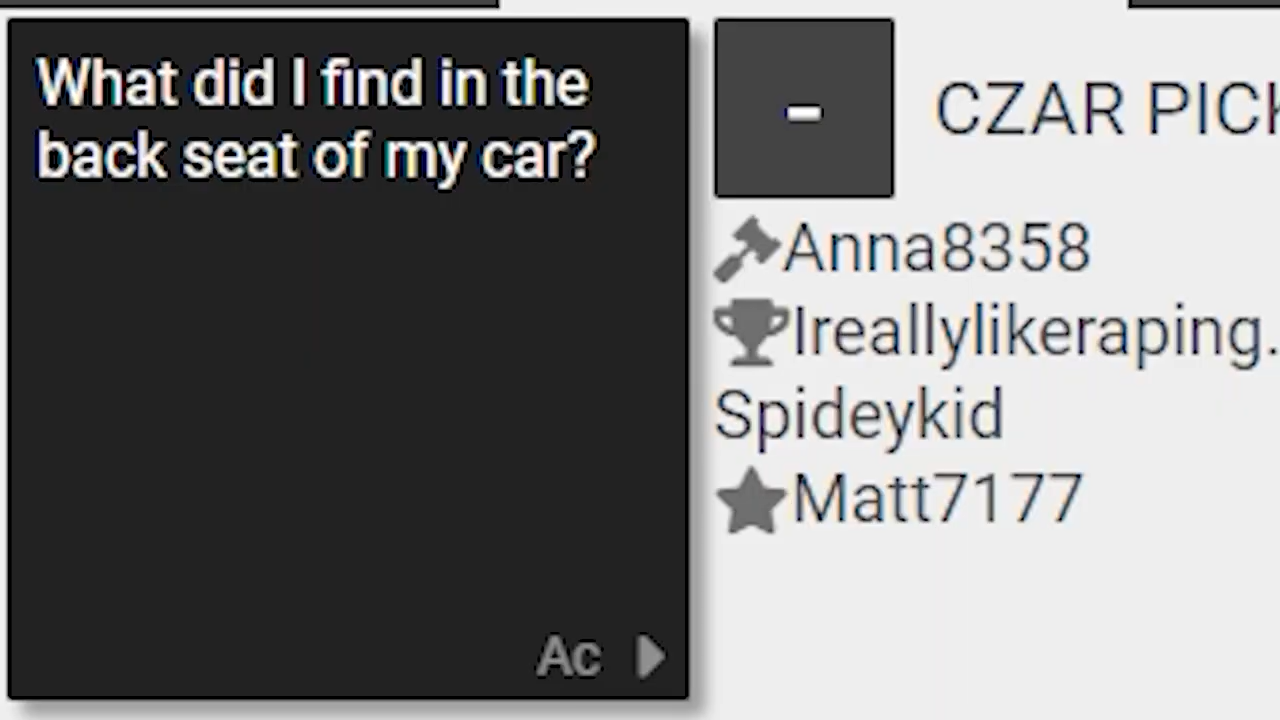 What did I find in the
back seat of my car?
Ac
-
CZAR PICK
Anna8358
Ireallylikeraping.
Spideykid
Matt7177